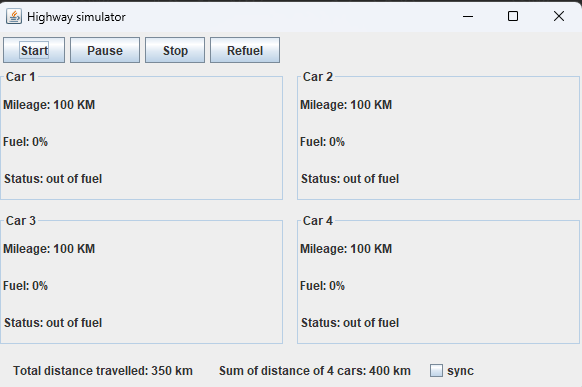 Highway simulator
Start Pause Stop Refuel
Car 1
Mileage: 100 KM
Fuel: 0%
Status: out of fuel
Car 2
Mileage: 100 KM
Fuel: 0%
Status: out of fuel
Car 3
Mileage: 100 KM
Fuel: 0%
Status: out of fuel
Car 4
Mileage: 100 KM
Fuel: 0%
Status: out of fuel
Total distance travelled: 350 km Sum of distance of 4 cars: 400 km sync